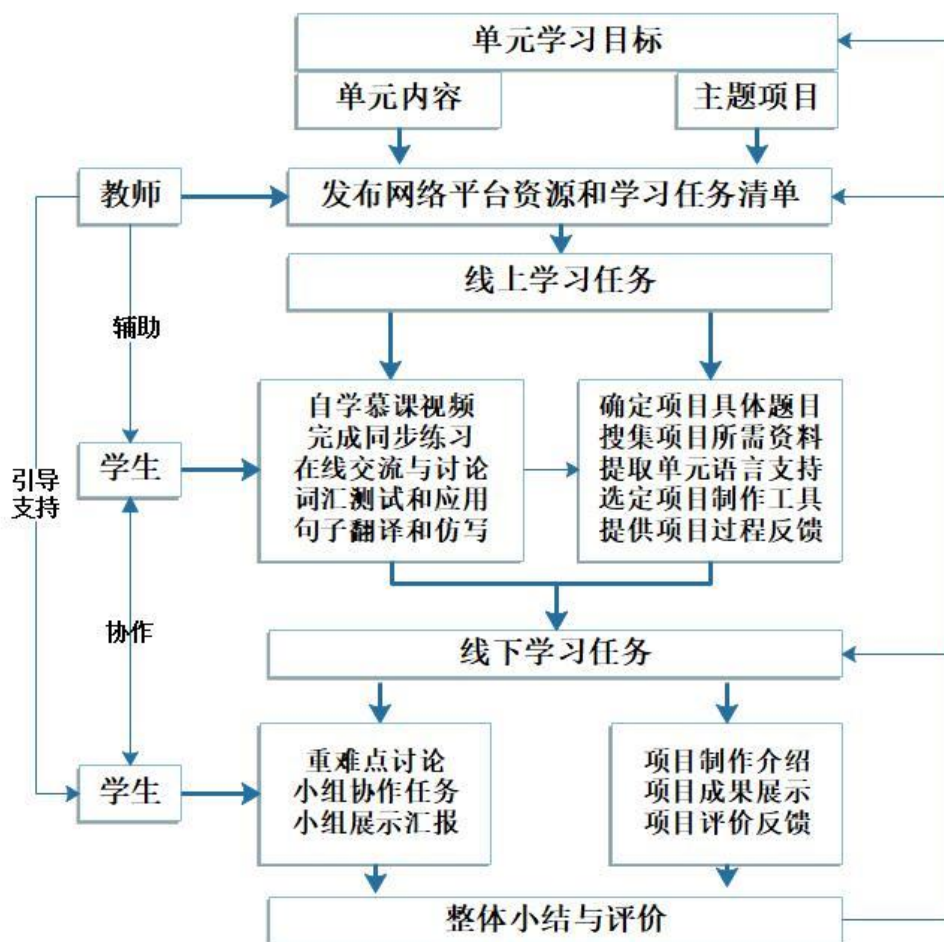 单元学习目标
单元内容
主题项目
教师
发布网络平台资源和学习任务清单
线上学习任务
辅助
自学慕课视频
完成同步练习
在线交流与讨论
词汇测试和应用
句子翻译和仿写
确定项目具体题目
搜集项目所需资料
提取单元语言支持
选定项目制作工具
提供项目过程反馈
学生
引导
支持
协作
线下学习任务
学生
重难点讨论
小组协作任务
小组展示汇报
项目制作介绍
项目成果展示
项目评价反馈
整体小结与评价